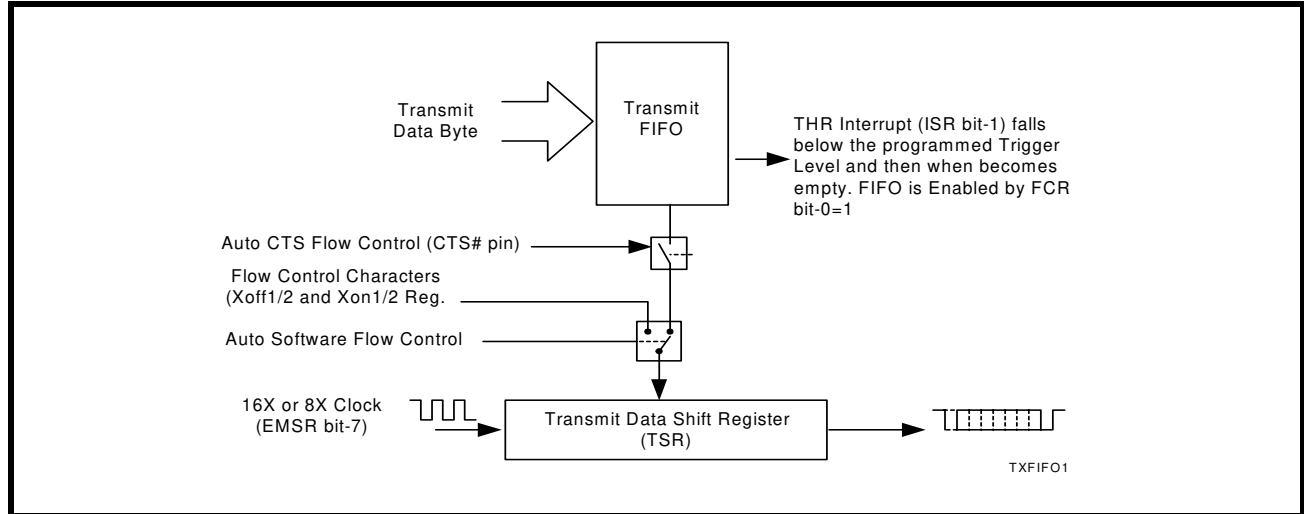 Transmit
Data Byte
Transmit
FIFO
THR Interrupt (ISR bit-1) falls
below the programmed Trigger
Level and then when becomes
empty. FIFO is Enabled by FCR
bit-0=1
Auto CTS Flow Control (CTS# pin)
Flow Control Characters
(Xoff1/2 and Xon1/2 Reg.
Auto Software Flow Control
16X or 8X Clock
(EMSR bit-7)
Transmit Data Shift Register
(TSR)
TXFIFO1